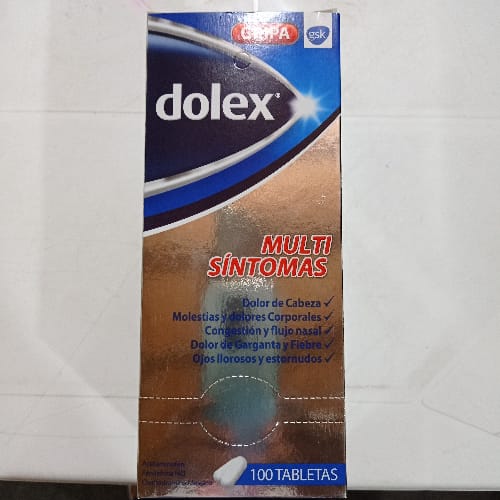 GRIPA
gsk
dolex®
MULTI
SÍNTOMAS
Dolor de Cabeza ✓
Molestias y dolores Corporales ✓
Congestión y flujo nasal ✓
Dolor de Garganta y Fiebre ✓
Ojos llorosos y estornudos ✓
Acetaminofén
100 TABLETAS